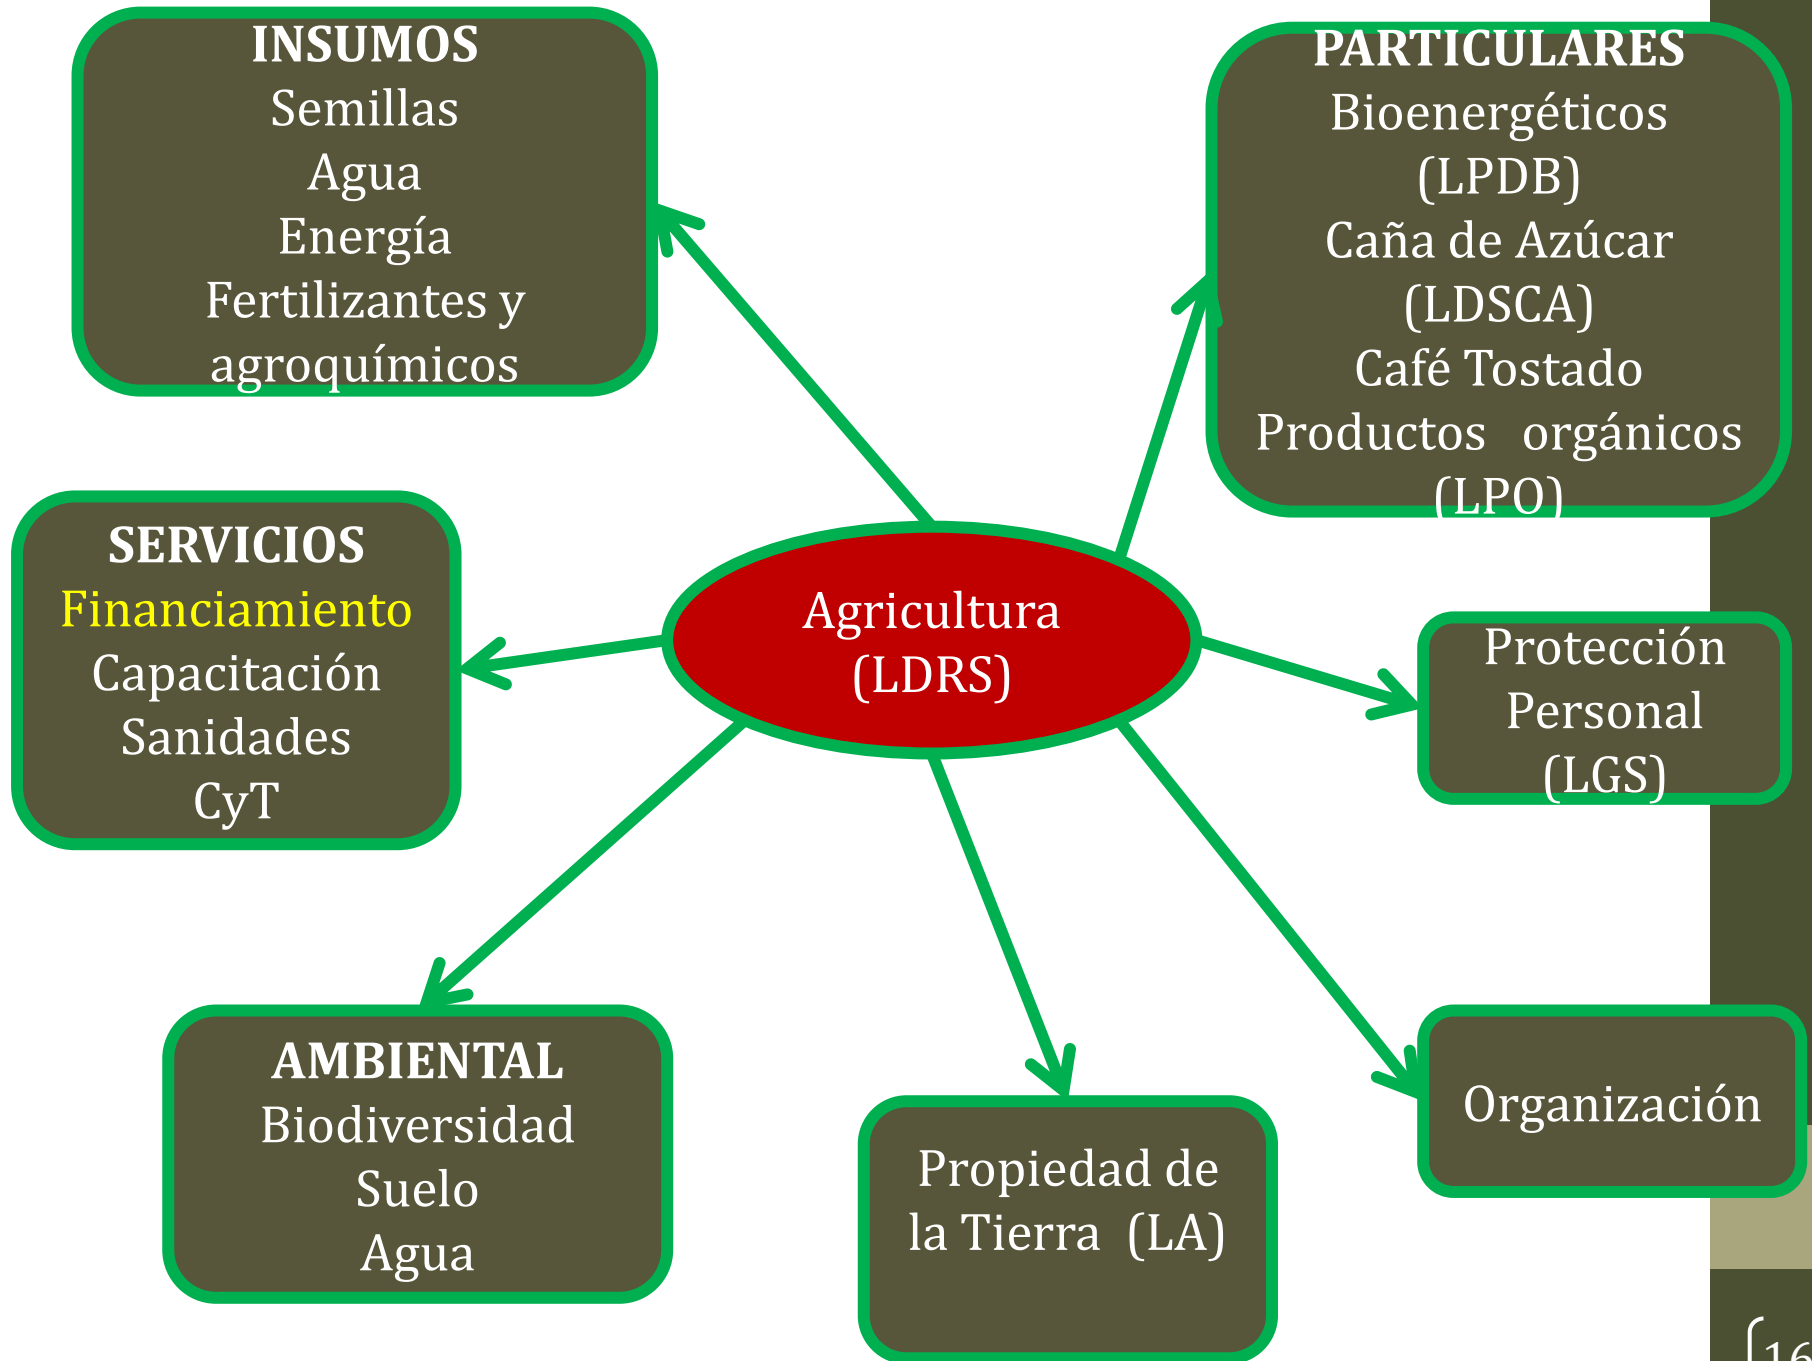 INSUMOS
Semillas
Agua
Energía
Fertilizantes y
agroquímicos
PARTICULARES
Bioenergéticos
(LPDB)
Caña de Azúcar
(LDSCA)
Café Tostado
Productos orgánicos
(LPO)
SERVICIOS
Financiamiento
Capacitación
Sanidades
CyT
Agricultura
(LDRS)
Protección
Personal
(LGS)
AMBIENTAL
Biodiversidad
Suelo
Agua
Propiedad de
la Tierra (LA)
Organización
16